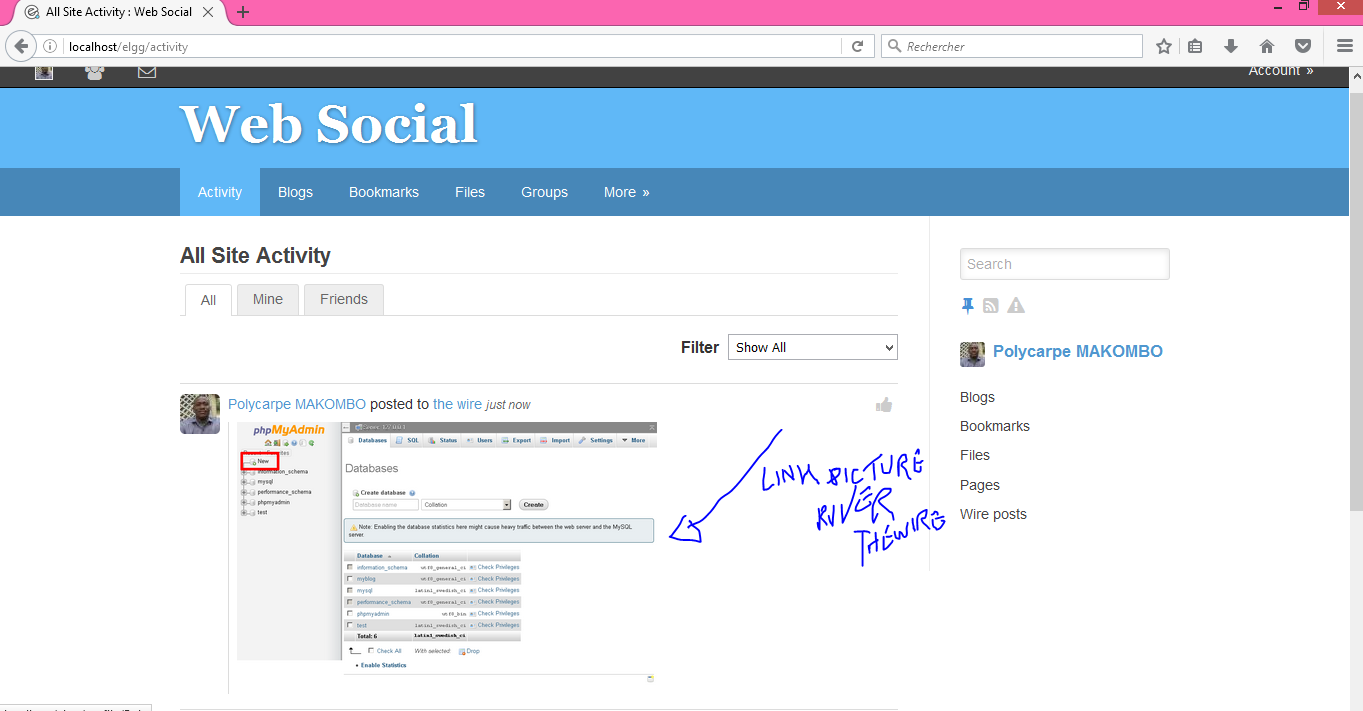 All Site Activity : Web Social
localhost/elgg/activity
Rechercher
Account »
Web Social
Activity Blogs Bookmarks Files Groups More »
All Site Activity
Search
All Mine Friends
Filter Show All
Polycarpe MAKOMBO
Polycarpe MAKOMBO posted to the wire just now
Blogs
Bookmarks
Files
Pages
Wire posts
LINK PICTURE
RIVER
THEWIRE
phpMyAdmin
New
information_schema
mysql
performance_schema
phpmyadmin
test
Databases SQL Status Users Export Import Settings More
Databases
Create database
Database name Collation Create
Note: Enabling the database statistics here might cause heavy traffic between the web server and the MySQL
server.
Database Collation
information_schema utf8_general_ci Check Privileges
myblog utf8_general_ci Check Privileges
mysql latin1_swedish_ci Check Privileges
performance_schema utf8_general_ci Check Privileges
phpmyadmin utf8_bin Check Privileges
test latin1_swedish_ci Check Privileges
Total: 6 latin1_swedish_ci
Check All With selected: Drop
Enable Statistics